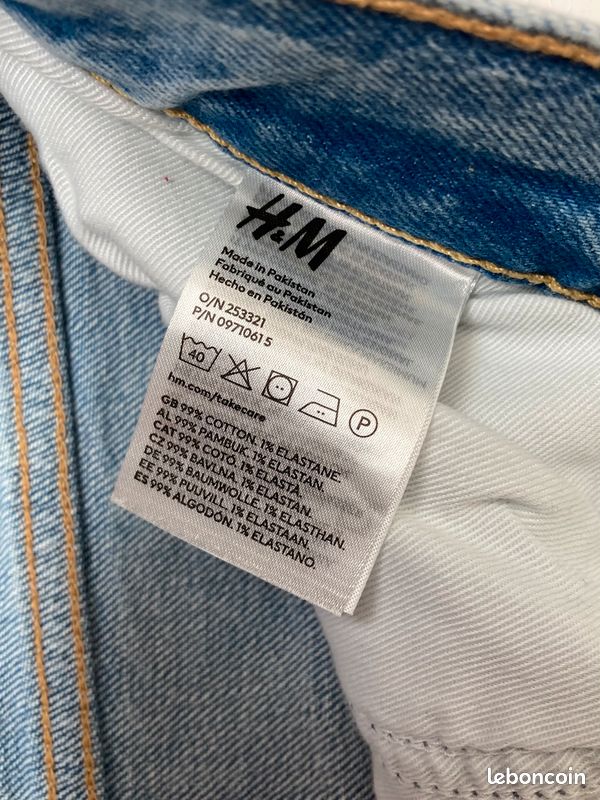 H&M
Made in Pakistan
Fabriqué au Pakistan
Hecho en Pakistán
O/N 253321
P/N 0971061 5
40
P
hm.com/takecare
GB 99% COTTON. 1% ELASTANE.
AL 99% PAMBUK. 1% ELASTAN.
CAT 99% COTÓ. 1% ELASTÀ.
CZ 99% BAVLNA. 1% ELASTAN.
DE 99% BAUMWOLLE. 1% ELASTHAN.
EE 99% PUUVILL. 1% ELASTAAN.
ES 99% ALGODÓN. 1% ELASTANO.
leboncoin